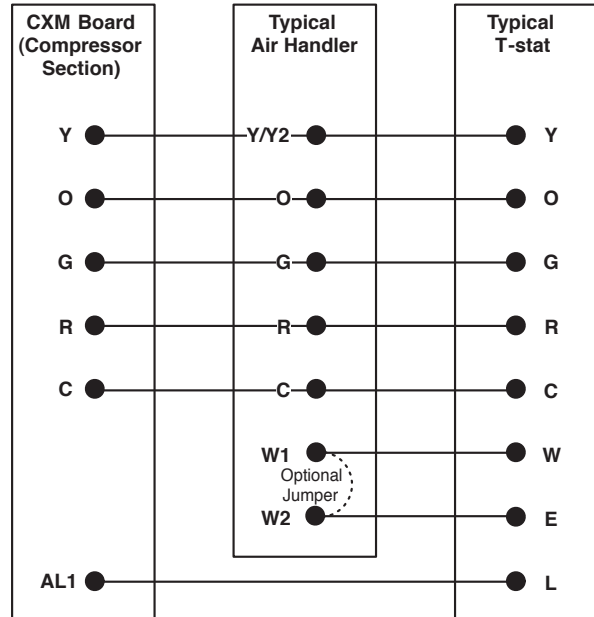 CXM Board
(Compressor
Section)
Typical
Air Handler
Typical
T-stat
Y
Y/Y2
Y
O
O
O
G
G
G
R
R
R
C
C
C
W1
W
Optional
Jumper
W2
E
AL1
L